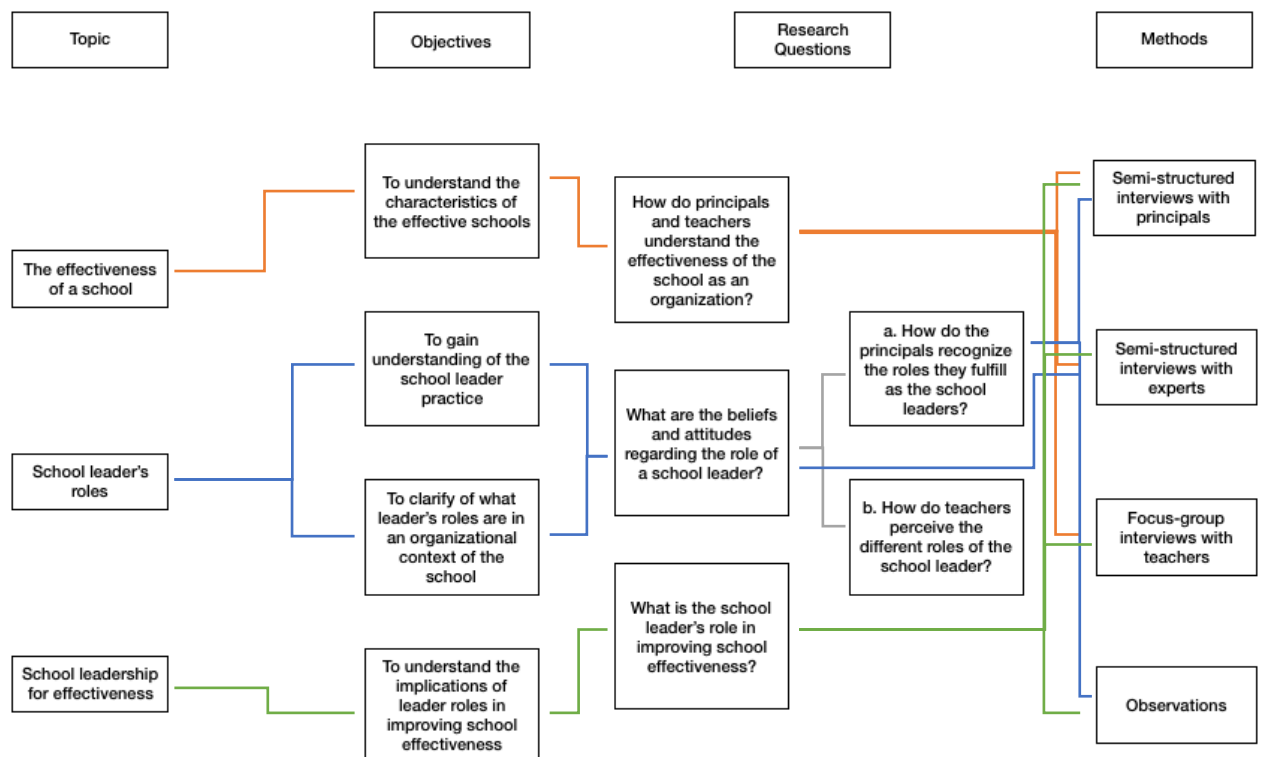 Topic
Objectives
Research
Questions
Methods
The effectiveness
of a school
School leader's
roles
School leadership
for effectiveness
To understand the
characteristics of
the effective schools
To gain
understanding of the
school leader
practice
To clarify of what
leader's roles are in
an organizational
context of the
school
To understand the
implications of
leader roles in
improving school
effectiveness
How do principals
and teachers
understand the
effectiveness of the
school as an
organization?
What are the beliefs
and attitudes
regarding the role of
a school leader?
What is the school
leader's role in
improving school
effectiveness?
a. How do the
principals recognize
the roles they fulfill
as the school
leaders?
b. How do teachers
perceive the
different roles of the
school leader?
Semi-structured
interviews with
principals
Semi-structured
interviews with
experts
Focus-group
interviews with
teachers
Observations